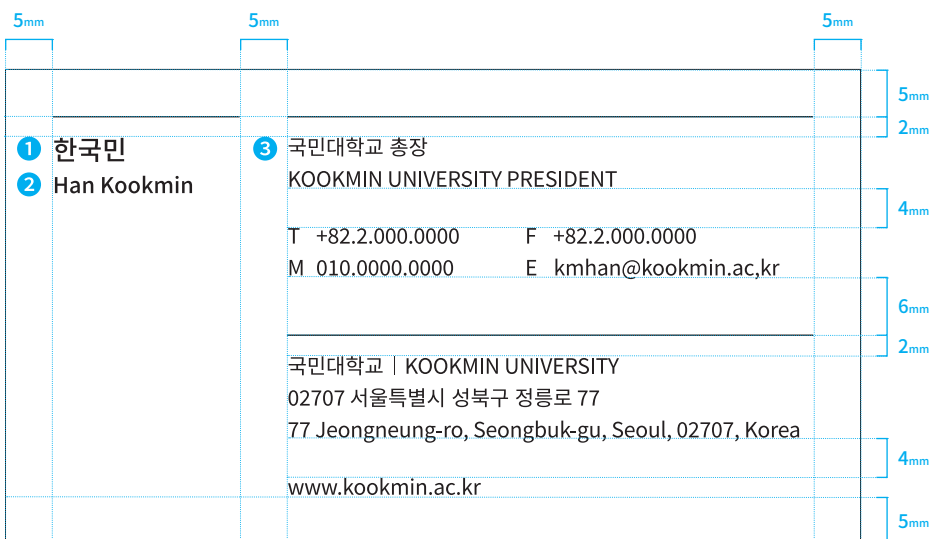 5mm 5mm 5mm
5mm
2mm
1 한국민
2 Han Kookmin
3 국민대학교 총장
KOOKMIN UNIVERSITY PRESIDENT
4mm
T +82.2.000.0000 F +82.2.000.0000
M 010.0000.0000 E kmhan@kookmin.ac,kr
6mm
2mm
국민대학교 | KOOKMIN UNIVERSITY
02707 서울특별시 성북구 정릉로 77
77 Jeongneung-ro, Seongbuk-gu, Seoul, 02707, Korea
4mm
www.kookmin.ac.kr
5mm